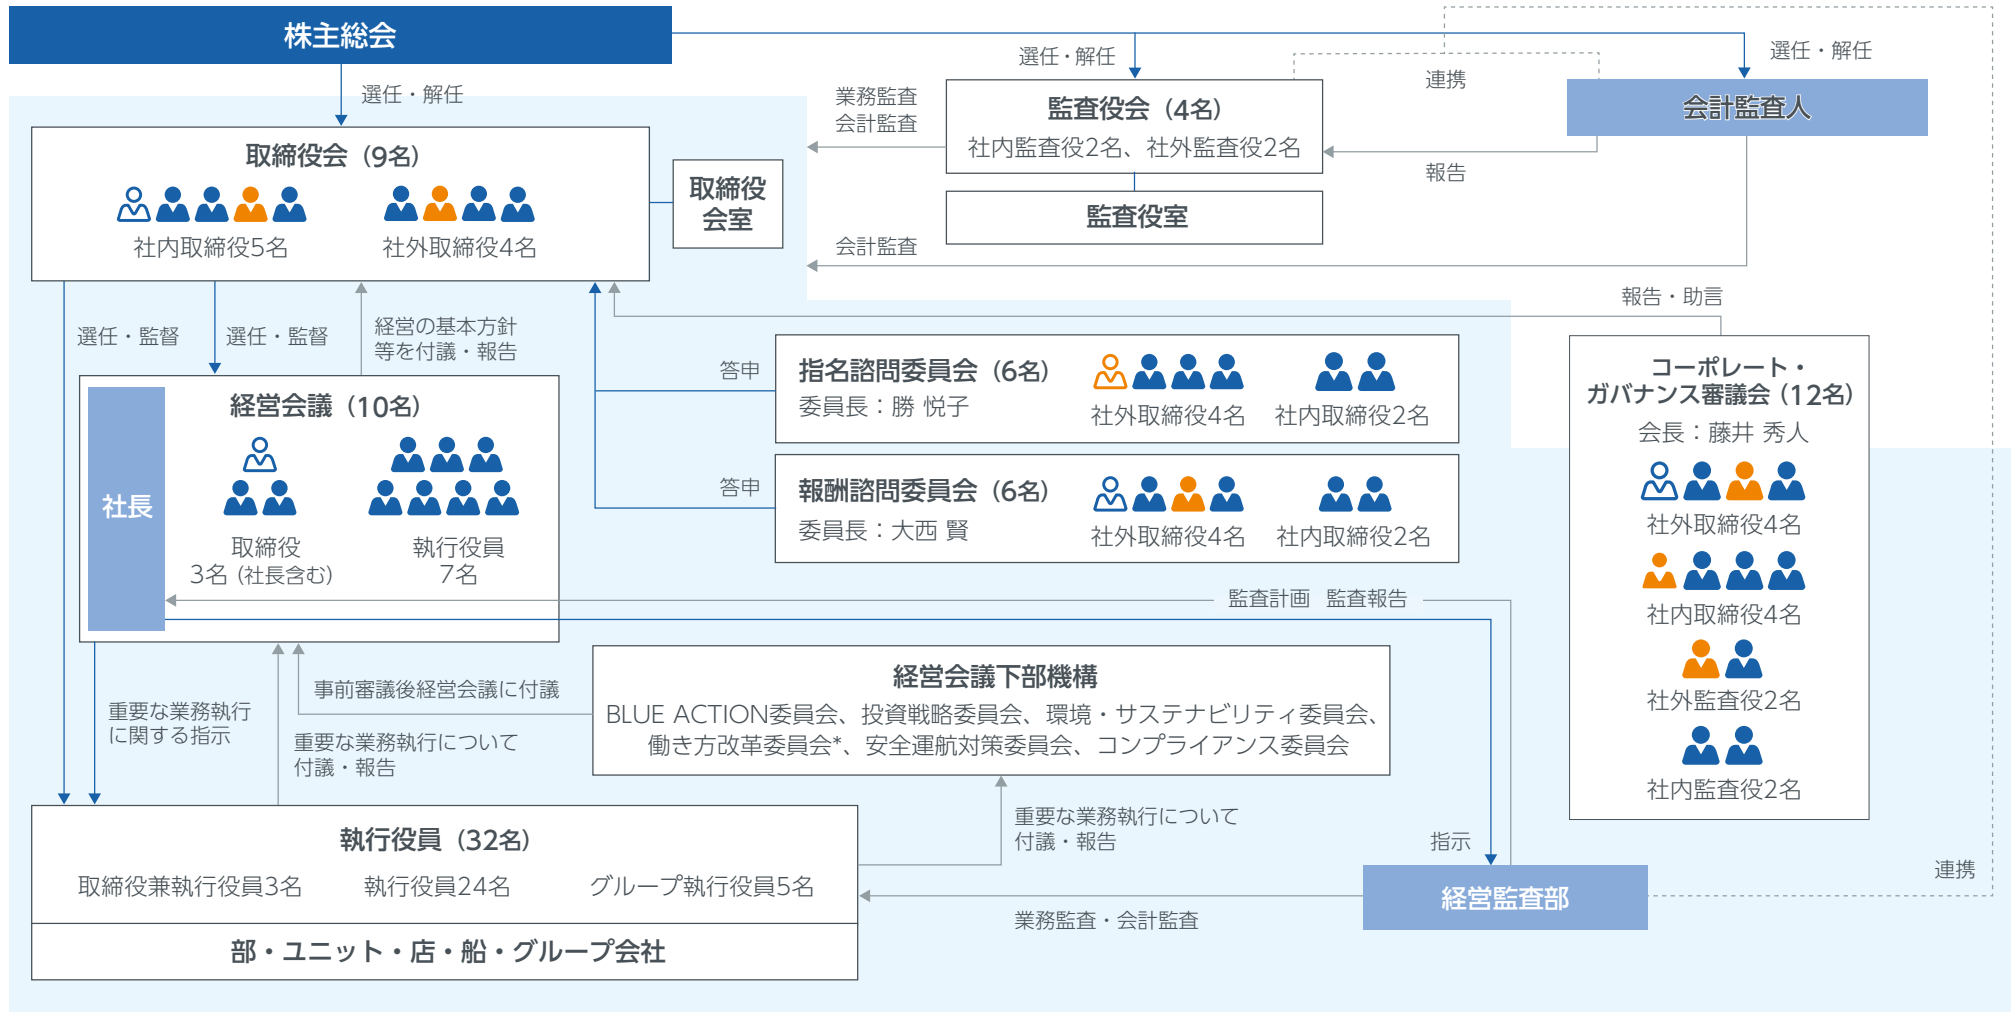 株主総会
選任・解任
選任・解任
選任・解任
連携
業務監査
会計監査
監査役会（4名）
社内監査役2名、社外監査役2名
会計監査人
報告
監査役室
会計監査
取締役会（9名）
社内取締役5名
社外取締役4名
取締役
会室
選任・監督
選任・監督
経営の基本方針
等を付議・報告
報告・助言
答申
指名諮問委員会（6名）
委員長：勝 悦子
社外取締役4名
社内取締役2名
答申
報酬諮問委員会（6名）
委員長：大西 賢
社外取締役4名
社内取締役2名
コーポレート・
ガバナンス審議会（12名）
会長：藤井 秀人
社外取締役4名
社内取締役4名
社外監査役2名
社内監査役2名
社長
経営会議（10名）
取締役
3名（社長含む）
執行役員
7名
監査計画 監査報告
事前審議後経営会議に付議
経営会議下部機構
BLUE ACTION委員会、投資戦略委員会、環境・サステナビリティ委員会、
働き方改革委員会*、安全運航対策委員会、コンプライアンス委員会
重要な業務執行
に関する指示
重要な業務執行について
付議・報告
重要な業務執行について
付議・報告
指示
執行役員（32名）
取締役兼執行役員3名
執行役員24名
グループ執行役員5名
部・ユニット・店・船・グループ会社
業務監査・会計監査
経営監査部
連携